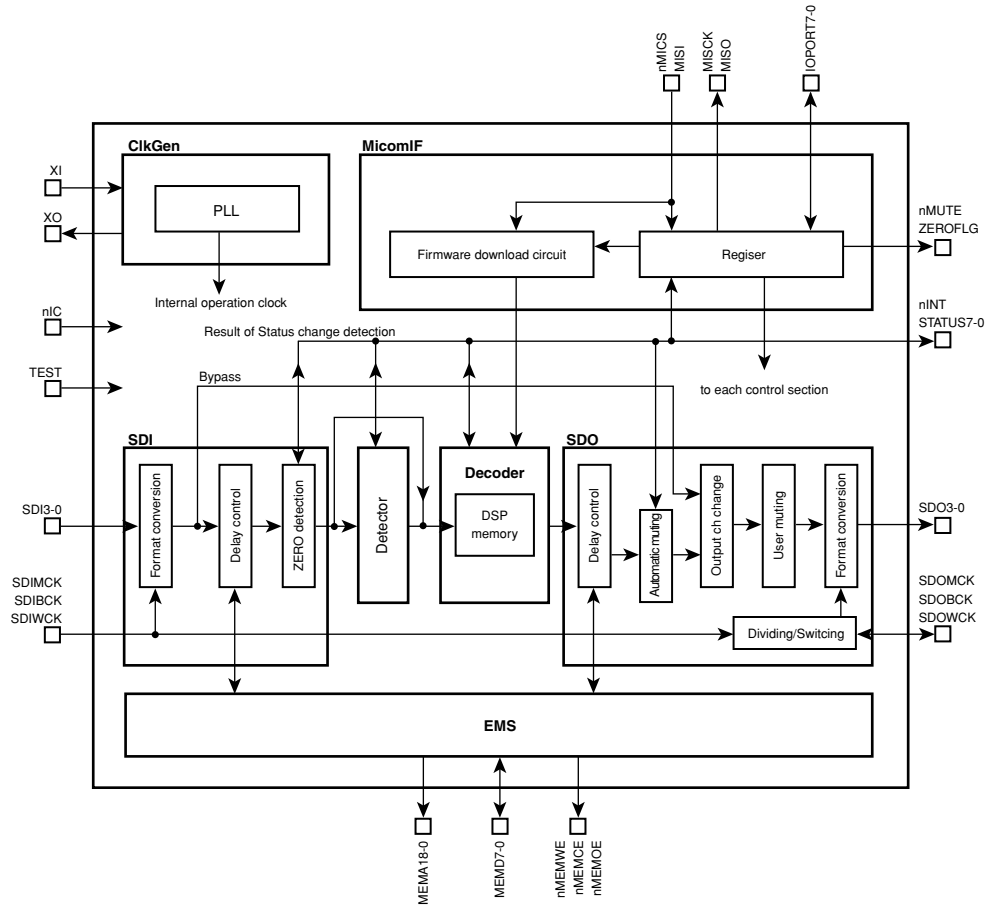 nMICS
MISI
MISCK
MISO
IOPORT7-0
ClkGen
MicomIF
XI
PLL
XO
nMUTE
ZEROFLG
Firmware download circuit
Regiser
Internal operation clock
nIC
nINT
Result of Status change detection
STATUS7-0
TEST
Bypass
to each control section
SDI
SDO
Decoder
Format conversion
Delay control
ZERO detection
Detector
DSP
memory
Delay control
Automatic muting
Output ch change
User muting
Format conversion
SDI3-0
SDO3-0
SDIMCK
SDIBCK
SDIWCK
SDOMCK
SDOBCK
SDOWCK
Dividing/Switcing
EMS
MEMA18-0
MEMD7-0
nMEMWE
nMEMCE
nMEMOE